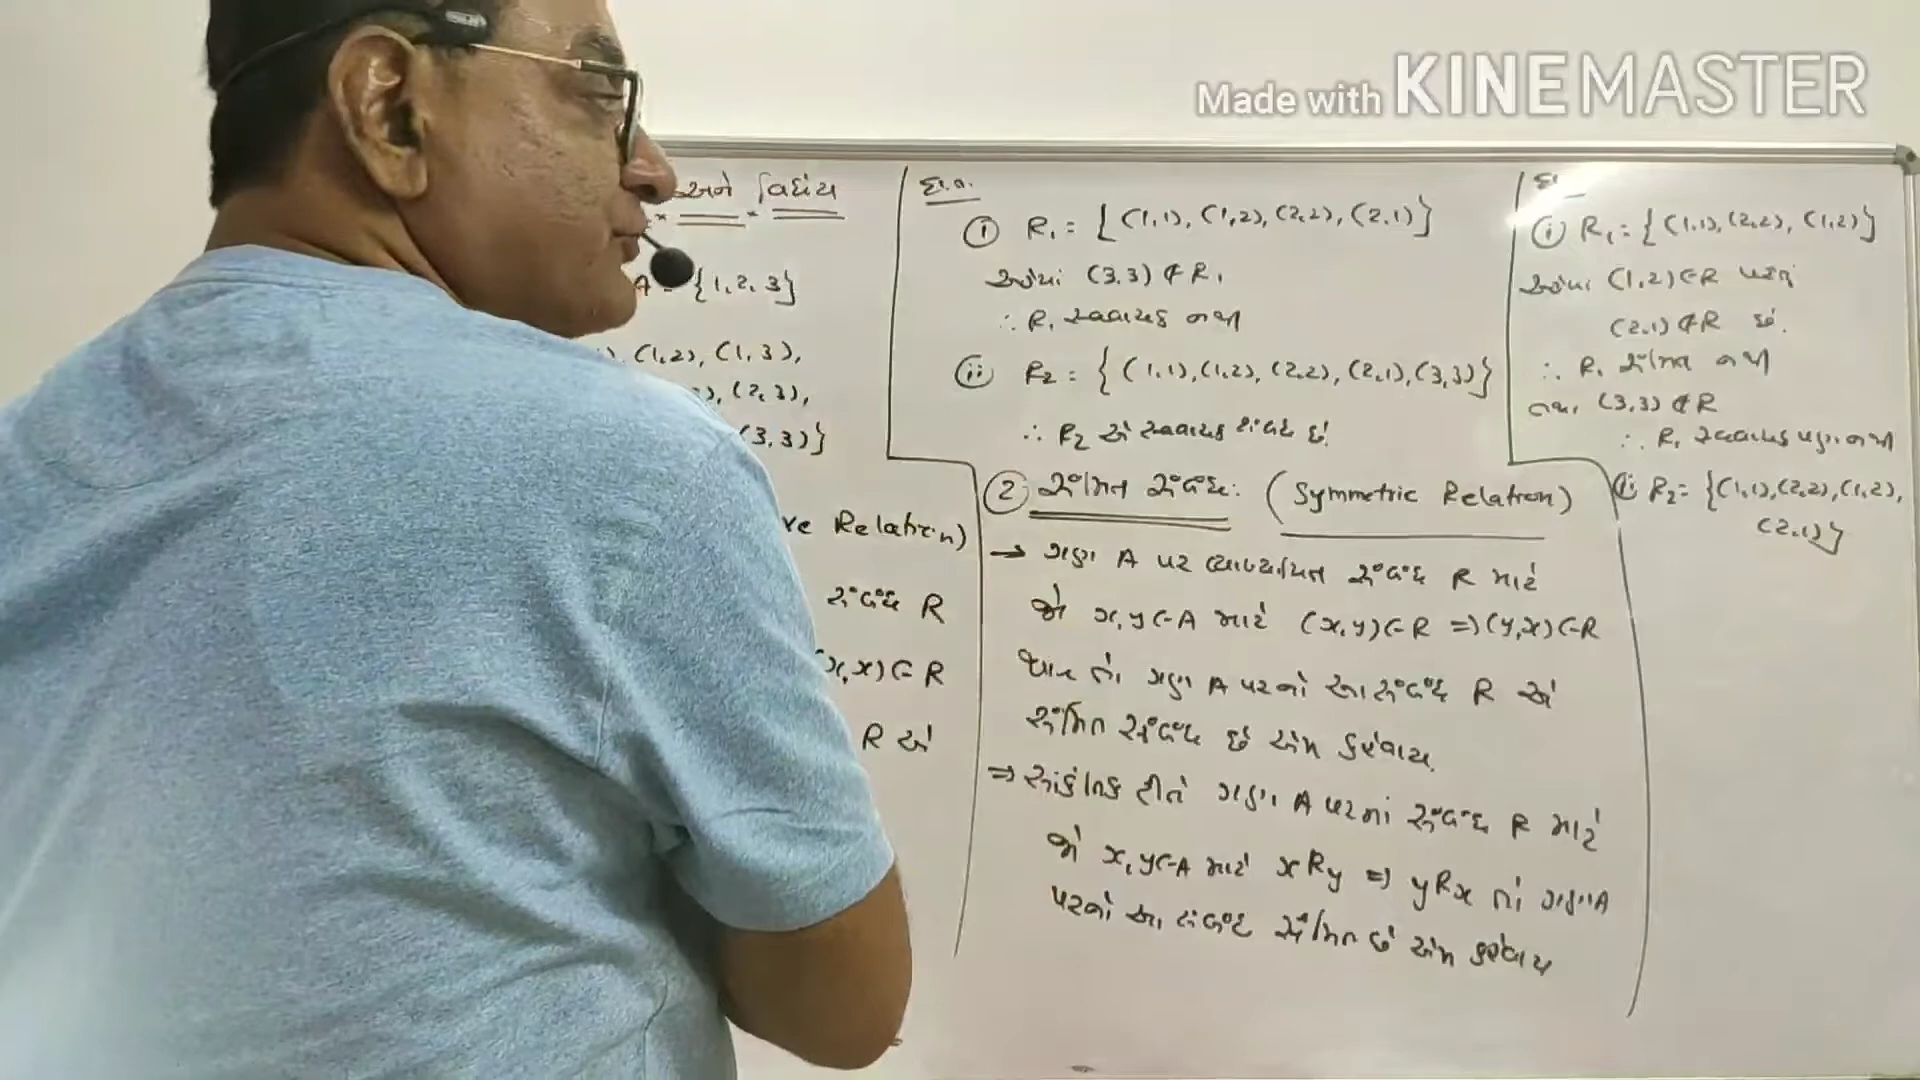 Made with KINEMASTER
અને વિધેય
A = {1,2,3}
(1,2), (1,3),
(2,3),
(3,3)}
ve Relation)
સંબંધ R
(x,x)∈R
R એ
દા.ત.
(i) R₁ = {(1,1), (1,2), (2,2), (2,1)}
અહીંયા (3,3) ∉ R₁
∴ R₁ સ્વવાચક નથી
(ii) R₂ = {(1,1), (1,2), (2,2), (2,1), (3,3)}
∴ R₂ એ સ્વવાચક સંબંધ છે.
(2) સંમિત સંબંધ: (Symmetric Relation)
→ ગણ A પર વ્યાખ્યાયિત સંબંધ R માટે
જો x,y∈A માટે (x,y)∈R ⇒ (y,x)∈R
થાય તો ગણ A પરનો આ સંબંધ R એ
સંમિત સંબંધ છે એમ કહેવાય.
⇒ સાંકેતિક રીતે ગણ A પરનાં સંબંધ R માટે
જો x,y∈A માટે xRy ⇒ yRx તો ગણ A
પરનો આ સંબંધ સંમિત છે એમ કહેવાય
દા
(i) R₁ = {(1,1), (2,2), (1,2)}
અહીંયા (1,2)∈R પરંતુ
(2,1)∉R છે.
∴ R₁ સંમિત નથી
તથા (3,3)∉R
∴ R₁ સ્વવાચક પણ નથી
(ii) R₂ = {(1,1), (2,2), (1,2),
(2,1)}